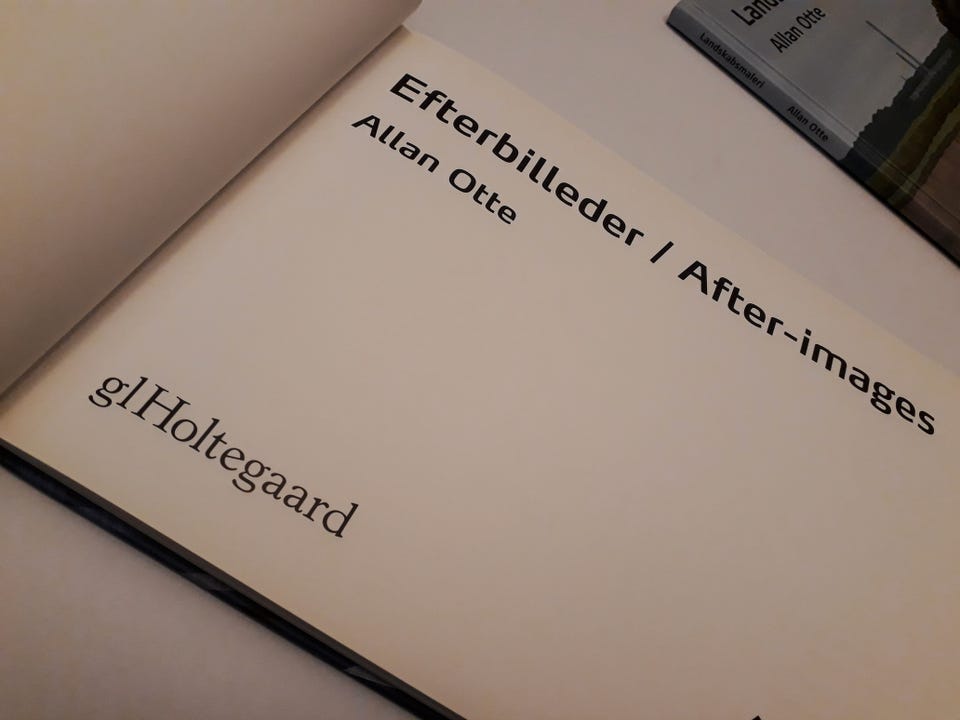 Efterbilleder / After-images
Allan Otte
glHoltegaard
Allan Otte
Landskabsmaleri Allan Otte